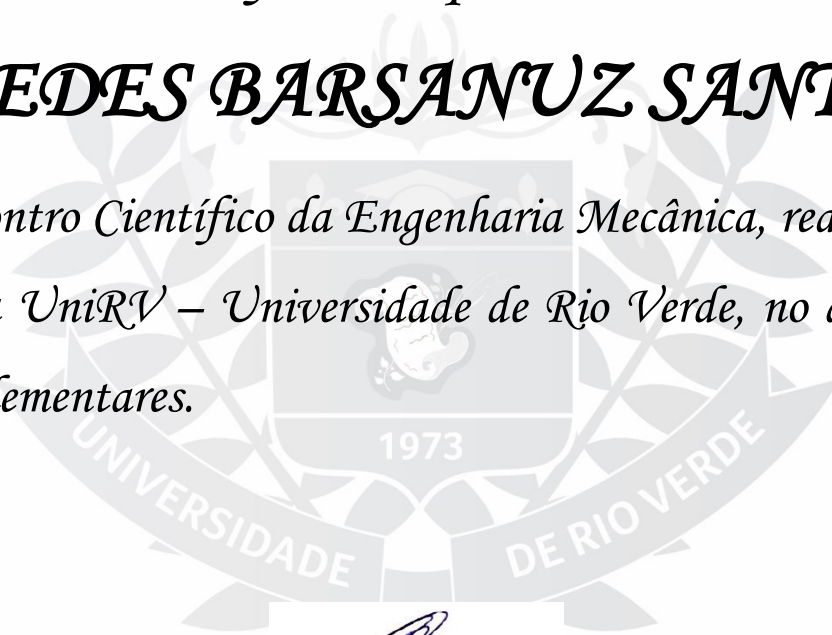 EDES BARSANUZ SANT
ontro Científico da Engenharia Mecânica, rea
a UniRV – Universidade de Rio Verde, no
lementares.
1973
UNIVERSIDADE DE RIO VERDE